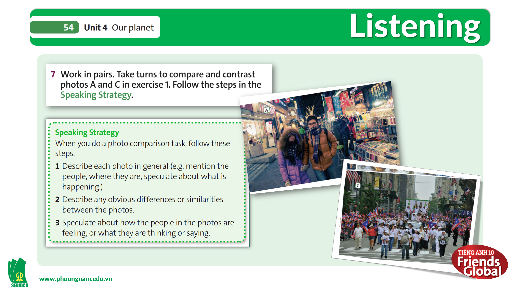 54 Unit 4 Our planet
Listening
7 Work in pairs. Take turns to compare and contrast
photos A and C in exercise 1. Follow the steps in the
Speaking Strategy.
Speaking Strategy
When you do a photo comparison task, follow these
steps.
1 Describe each photo in general (e.g. mention the
people, where they are, speculate about what is
happening.)
2 Describe any obvious differences or similarities
between the photos.
3 Speculate about how the people in the photos are
feeling, or what they are thinking or saying.
TIẾNG ANH 10
Friends
Global
www.phuongnam.edu.vn